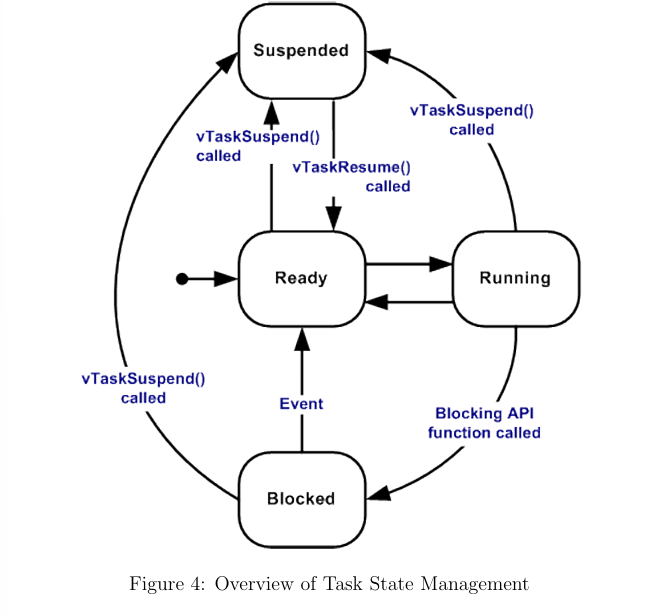 Suspended
vTaskSuspend()
called
vTaskSuspend()
called
vTaskResume()
called
Ready
Running
vTaskSuspend()
called
Event
Blocking API
function called
Blocked
Figure 4: Overview of Task State Management